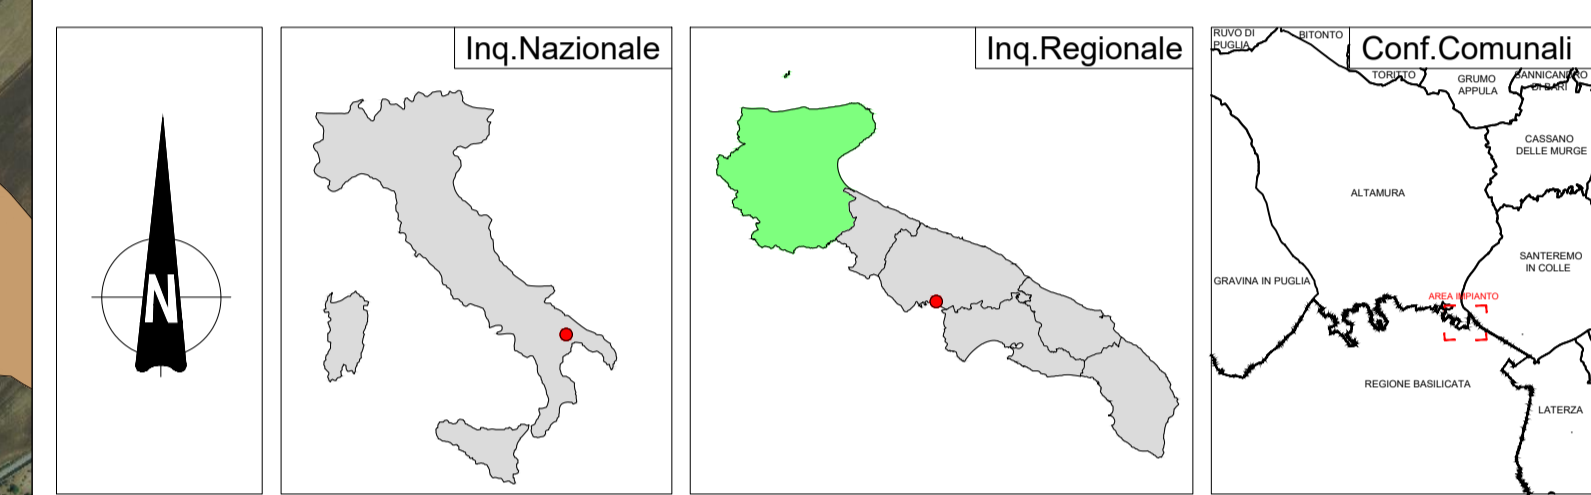 N
Inq.Nazionale
Inq.Regionale
Conf.Comunali
RUVO DI
PUGLIA
BITONTO
TORITTO
GRUMO
APPULA
SANNICANDRO
DI BARI
CASSANO
DELLE MURGE
ALTAMURA
SANTEREMO
IN COLLE
GRAVINA IN PUGLIA
AREA IMPIANTO
REGIONE BASILICATA
LATERZA